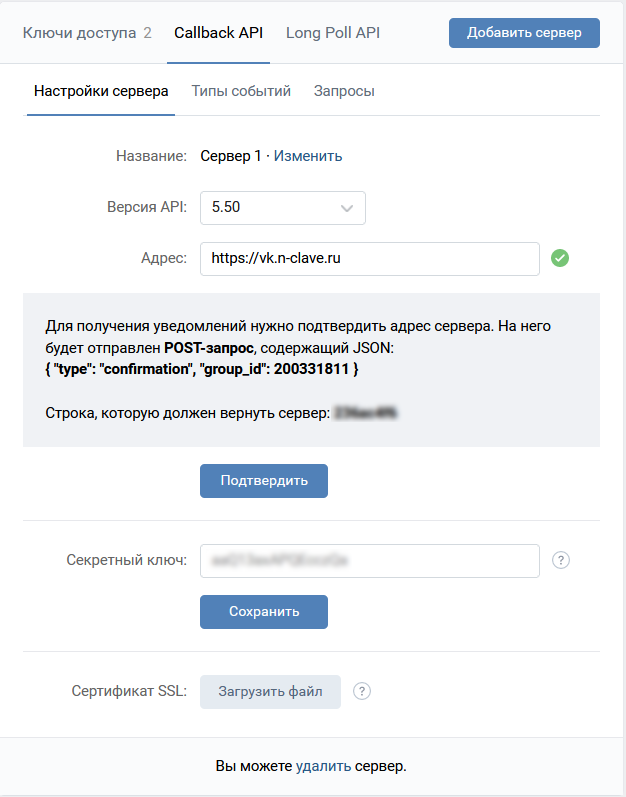 Ключи доступа 2 Callback API Long Poll API Добавить сервер
Настройки сервера Типы событий Запросы
Название: Сервер 1 · Изменить
Версия API: 5.50
Адрес: https://vk.n-clave.ru
Для получения уведомлений нужно подтвердить адрес сервера. На него
будет отправлен POST-запрос, содержащий JSON:
{ "type": "confirmation", "group_id": 200331811 }
Строка, которую должен вернуть сервер:
Подтвердить
Секретный ключ: ?
Сохранить
Сертификат SSL: Загрузить файл ?
Вы можете удалить сервер.